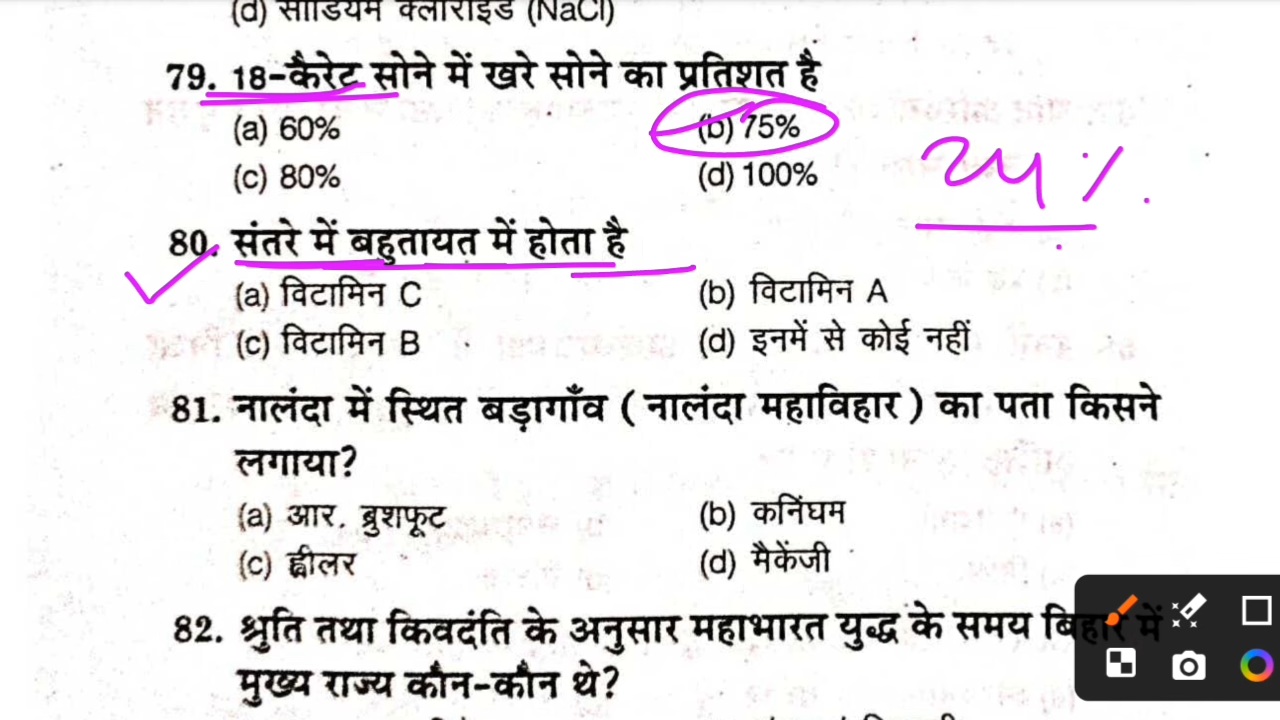 (d) सोडियम क्लोराइड (NaCl)
79. 18-कैरेट सोने में खरे सोने का प्रतिशत है
(a) 60% (b) 75%
(c) 80% (d) 100%
24%
80. संतरे में बहुतायत में होता है
(a) विटामिन C (b) विटामिन A
(c) विटामिन B (d) इनमें से कोई नहीं
81. नालंदा में स्थित बड़ागाँव ( नालंदा महाविहार ) का पता किसने
लगाया?
(a) आर. ब्रुशफूट (b) कनिंघम
(c) ह्वीलर (d) मैकेंजी
82. श्रुति तथा किवदंति के अनुसार महाभारत युद्ध के समय बिहार में
मुख्य राज्य कौन-कौन थे?